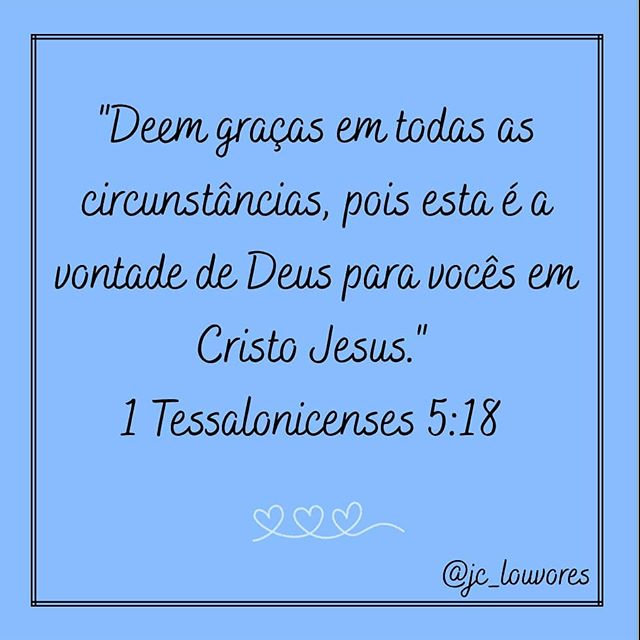 "Deem graças em todas as
circunstâncias, pois esta é a
vontade de Deus para vocês em
Cristo Jesus."
1 Tessalonicenses 5:18
@jc_louvores